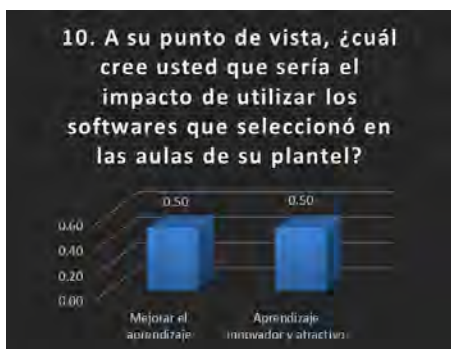 10. A su punto de vista, ¿cuál
cree usted que sería el
impacto de utilizar los
softwares que seleccionó en
las aulas de su plantel?
0.50 0.50
0.60
0.40
0.20
0.00
Mejorar el
aprendizaje
Aprendizaje
innovador y atractivo